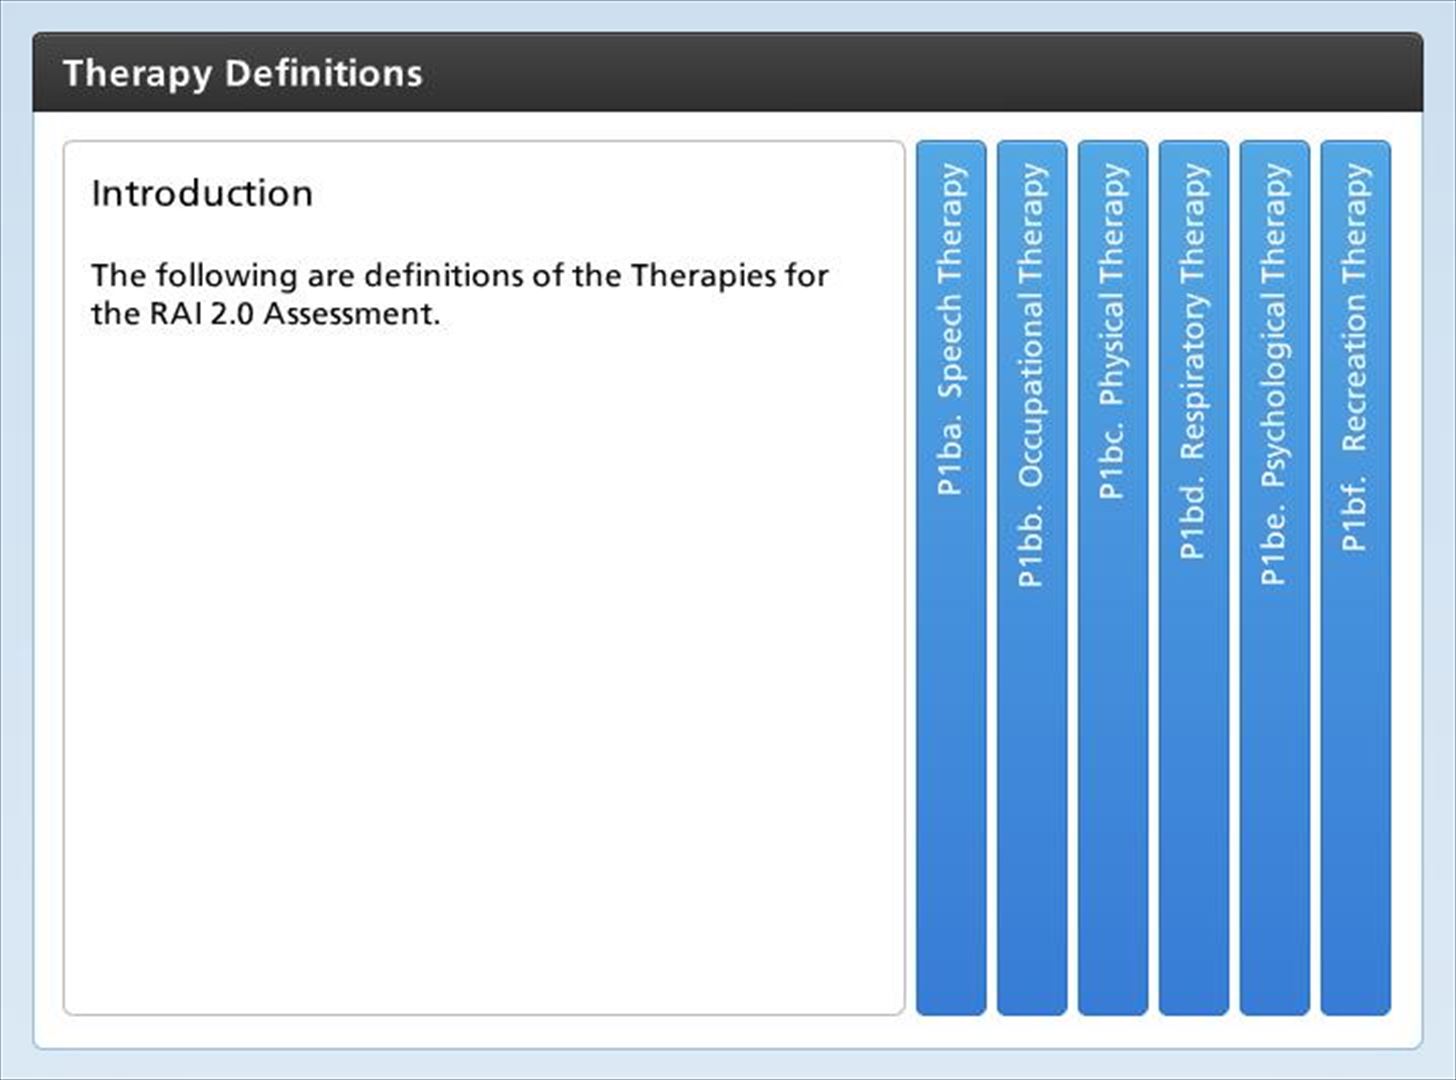 Therapy Definitions
Introduction
The following are definitions of the Therapies for
the RAI 2.0 Assessment.
P1ba. Speech Therapy
P1bb. Occupational Therapy
P1bc. Physical Therapy
P1bd. Respiratory Therapy
P1be. Psychological Therapy
P1bf. Recreation Therapy